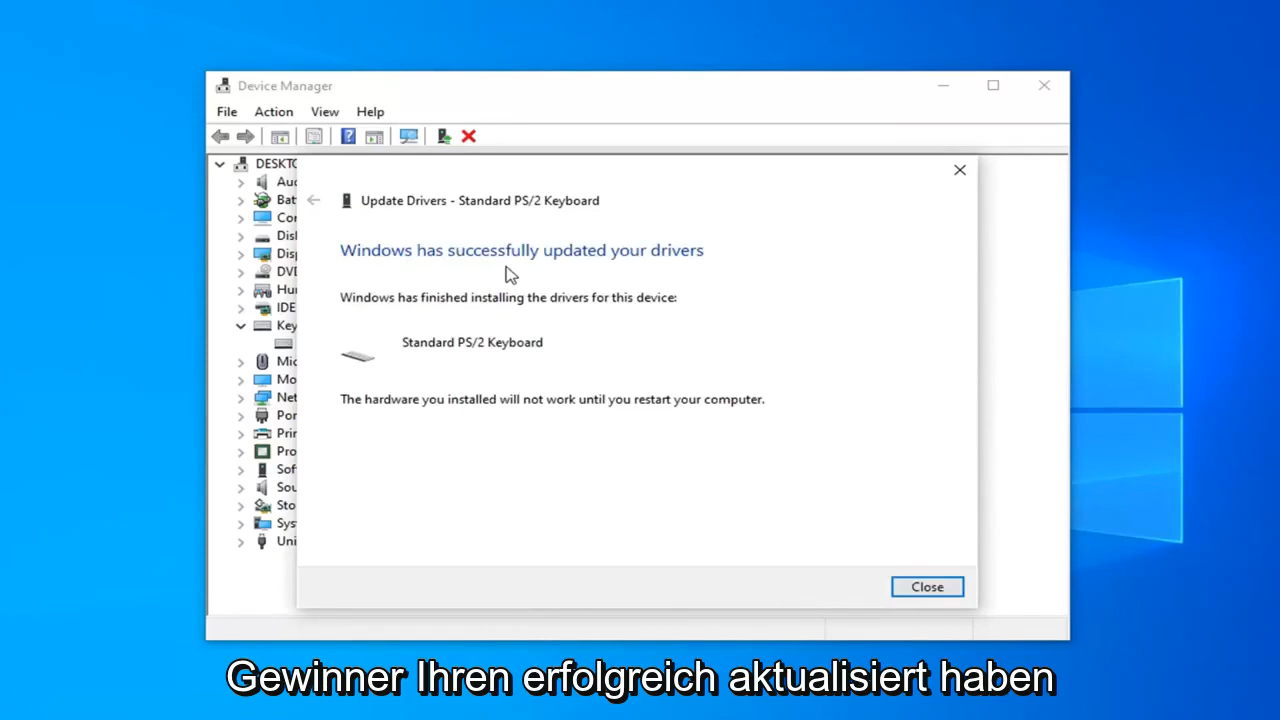 Device Manager
File Action View Help
DESKTO
Auc
Bat
Cor
Disl
Disp
DVD
Hur
IDE
Key
Mic
Mo
Net
Por
Prin
Pro
Sof
Sou
Sto
Sys
Uni
Update Drivers - Standard PS/2 Keyboard
Windows has successfully updated your drivers
Windows has finished installing the drivers for this device:
Standard PS/2 Keyboard
The hardware you installed will not work until you restart your computer.
Close
Gewinner Ihren erfolgreich aktualisiert haben